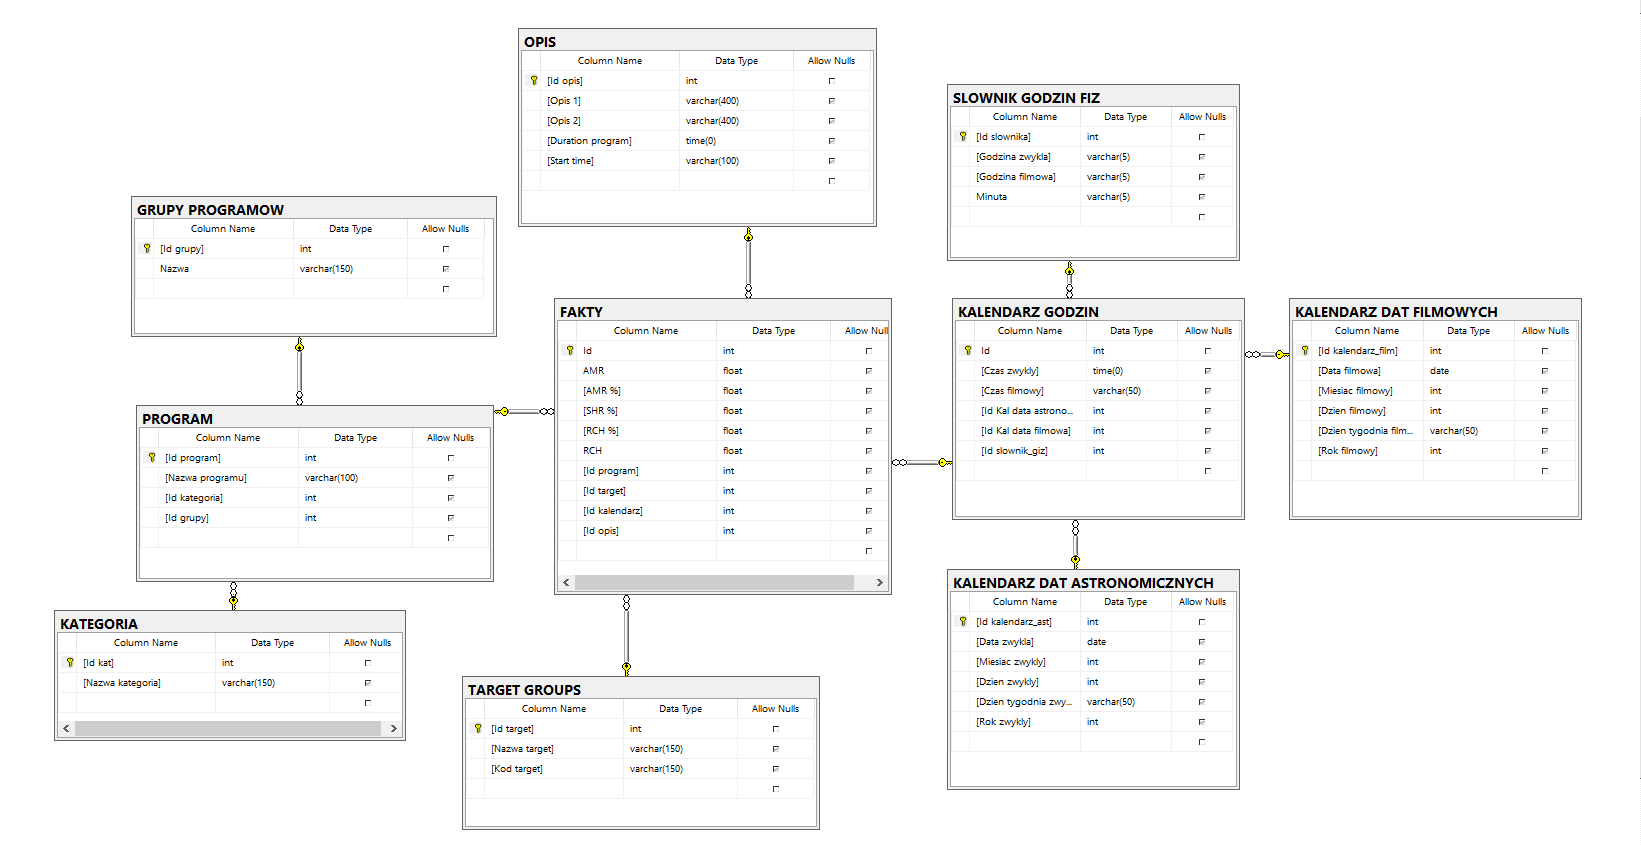 OPIS
Column Name Data Type Allow Nulls
[Id opis] int
[Opis 1] varchar(400)
[Opis 2] varchar(400)
[Duration program] time(0)
[Start time] varchar(100)
SLOWNIK GODZIN FIZ
Column Name Data Type Allow Nulls
[Id slownika] int
[Godzina zwykla] varchar(5)
[Godzina filmowa] varchar(5)
Minuta varchar(5)
GRUPY PROGRAMOW
Column Name Data Type Allow Nulls
[Id grupy] int
Nazwa varchar(150)
FAKTY
Column Name Data Type Allow Null
Id int
AMR float
[AMR %] float
[SHR %] float
[RCH %] float
RCH float
[Id program] int
[Id target] int
[Id kalendarz] int
[Id opis] int
KALENDARZ GODZIN
Column Name Data Type Allow Nulls
Id int
[Czas zwykly] time(0)
[Czas filmowy] varchar(50)
[Id Kal data astrono... int
[Id Kal data filmowa] int
[Id slownik_giz] int
KALENDARZ DAT FILMOWYCH
Column Name Data Type Allow Nulls
[Id kalendarz_film] int
[Data filmowa] date
[Miesiac filmowy] int
[Dzien filmowy] int
[Dzien tygodnia film... varchar(50)
[Rok filmowy] int
PROGRAM
Column Name Data Type Allow Nulls
[Id program] int
[Nazwa programu] varchar(100)
[Id kategoria] int
[Id grupy] int
KALENDARZ DAT ASTRONOMICZNYCH
Column Name Data Type Allow Nulls
[Id kalendarz_ast] int
[Data zwykla] date
[Miesiac zwykly] int
[Dzien zwykly] int
[Dzien tygodnia zwy... varchar(50)
[Rok zwykly] int
KATEGORIA
Column Name Data Type Allow Nulls
[Id kat] int
[Nazwa kategoria] varchar(150)
TARGET GROUPS
Column Name Data Type Allow Nulls
[Id target] int
[Nazwa target] varchar(150)
[Kod target] varchar(150)